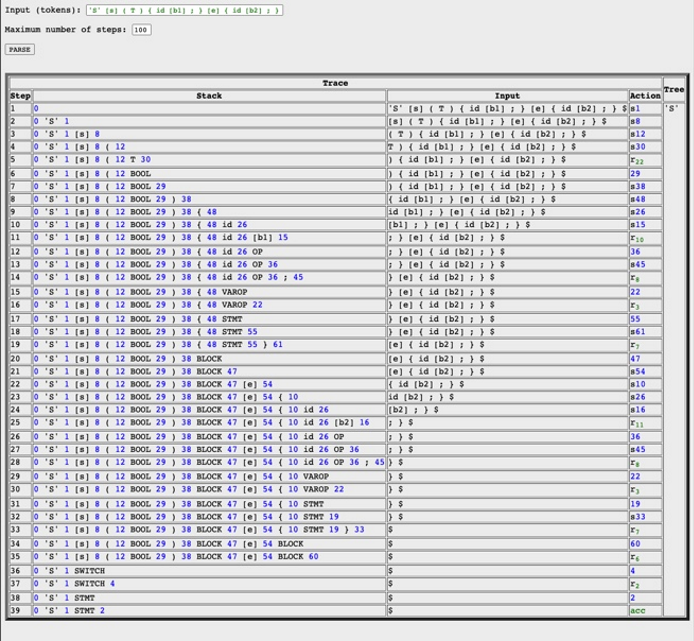 Input (tokens): 'S' [s] ( T ) { id [b1] ; } [e] { id [b2] ; }
Maximum number of steps: 100
PARSE
Trace Tree
Step Stack Input Action
1 0 'S' [s] ( T ) { id [b1] ; } [e] { id [b2] ; } $ s1 'S'
2 0 'S' 1 [s] ( T ) { id [b1] ; } [e] { id [b2] ; } $ s8
3 0 'S' 1 [s] 8 ( T ) { id [b1] ; } [e] { id [b2] ; } $ s12
4 0 'S' 1 [s] 8 ( 12 T ) { id [b1] ; } [e] { id [b2] ; } $ s30
5 0 'S' 1 [s] 8 ( 12 T 30 ) { id [b1] ; } [e] { id [b2] ; } $ r22
6 0 'S' 1 [s] 8 ( 12 BOOL ) { id [b1] ; } [e] { id [b2] ; } $ 29
7 0 'S' 1 [s] 8 ( 12 BOOL 29 ) { id [b1] ; } [e] { id [b2] ; } $ s38
8 0 'S' 1 [s] 8 ( 12 BOOL 29 ) 38 { id [b1] ; } [e] { id [b2] ; } $ s48
9 0 'S' 1 [s] 8 ( 12 BOOL 29 ) 38 { 48 id [b1] ; } [e] { id [b2] ; } $ s26
10 0 'S' 1 [s] 8 ( 12 BOOL 29 ) 38 { 48 id 26 [b1] ; } [e] { id [b2] ; } $ s15
11 0 'S' 1 [s] 8 ( 12 BOOL 29 ) 38 { 48 id 26 [b1] 15 ; } [e] { id [b2] ; } $ r10
12 0 'S' 1 [s] 8 ( 12 BOOL 29 ) 38 { 48 id 26 OP ; } [e] { id [b2] ; } $ 36
13 0 'S' 1 [s] 8 ( 12 BOOL 29 ) 38 { 48 id 26 OP 36 ; } [e] { id [b2] ; } $ s45
14 0 'S' 1 [s] 8 ( 12 BOOL 29 ) 38 { 48 id 26 OP 36 ; 45 } [e] { id [b2] ; } $ r8
15 0 'S' 1 [s] 8 ( 12 BOOL 29 ) 38 { 48 VAROP } [e] { id [b2] ; } $ 22
16 0 'S' 1 [s] 8 ( 12 BOOL 29 ) 38 { 48 VAROP 22 } [e] { id [b2] ; } $ r3
17 0 'S' 1 [s] 8 ( 12 BOOL 29 ) 38 { 48 STMT } [e] { id [b2] ; } $ 55
18 0 'S' 1 [s] 8 ( 12 BOOL 29 ) 38 { 48 STMT 55 } [e] { id [b2] ; } $ s61
19 0 'S' 1 [s] 8 ( 12 BOOL 29 ) 38 { 48 STMT 55 } 61 [e] { id [b2] ; } $ r7
20 0 'S' 1 [s] 8 ( 12 BOOL 29 ) 38 BLOCK [e] { id [b2] ; } $ 47
21 0 'S' 1 [s] 8 ( 12 BOOL 29 ) 38 BLOCK 47 [e] { id [b2] ; } $ s54
22 0 'S' 1 [s] 8 ( 12 BOOL 29 ) 38 BLOCK 47 [e] 54 { id [b2] ; } $ s10
23 0 'S' 1 [s] 8 ( 12 BOOL 29 ) 38 BLOCK 47 [e] 54 { 10 id [b2] ; } $ s26
24 0 'S' 1 [s] 8 ( 12 BOOL 29 ) 38 BLOCK 47 [e] 54 { 10 id 26 [b2] ; } $ s16
25 0 'S' 1 [s] 8 ( 12 BOOL 29 ) 38 BLOCK 47 [e] 54 { 10 id 26 [b2] 16 ; } $ r11
26 0 'S' 1 [s] 8 ( 12 BOOL 29 ) 38 BLOCK 47 [e] 54 { 10 id 26 OP ; } $ 36
27 0 'S' 1 [s] 8 ( 12 BOOL 29 ) 38 BLOCK 47 [e] 54 { 10 id 26 OP 36 ; } $ s45
28 0 'S' 1 [s] 8 ( 12 BOOL 29 ) 38 BLOCK 47 [e] 54 { 10 id 26 OP 36 ; 45 } $ r8
29 0 'S' 1 [s] 8 ( 12 BOOL 29 ) 38 BLOCK 47 [e] 54 { 10 VAROP } $ 22
30 0 'S' 1 [s] 8 ( 12 BOOL 29 ) 38 BLOCK 47 [e] 54 { 10 VAROP 22 } $ r3
31 0 'S' 1 [s] 8 ( 12 BOOL 29 ) 38 BLOCK 47 [e] 54 { 10 STMT } $ 19
32 0 'S' 1 [s] 8 ( 12 BOOL 29 ) 38 BLOCK 47 [e] 54 { 10 STMT 19 } $ s33
33 0 'S' 1 [s] 8 ( 12 BOOL 29 ) 38 BLOCK 47 [e] 54 { 10 STMT 19 } 33 $ r7
34 0 'S' 1 [s] 8 ( 12 BOOL 29 ) 38 BLOCK 47 [e] 54 BLOCK $ 60
35 0 'S' 1 [s] 8 ( 12 BOOL 29 ) 38 BLOCK 47 [e] 54 BLOCK 60 $ r6
36 0 'S' 1 SWITCH $ 4
37 0 'S' 1 SWITCH 4 $ r2
38 0 'S' 1 STMT $ 2
39 0 'S' 1 STMT 2 $ acc